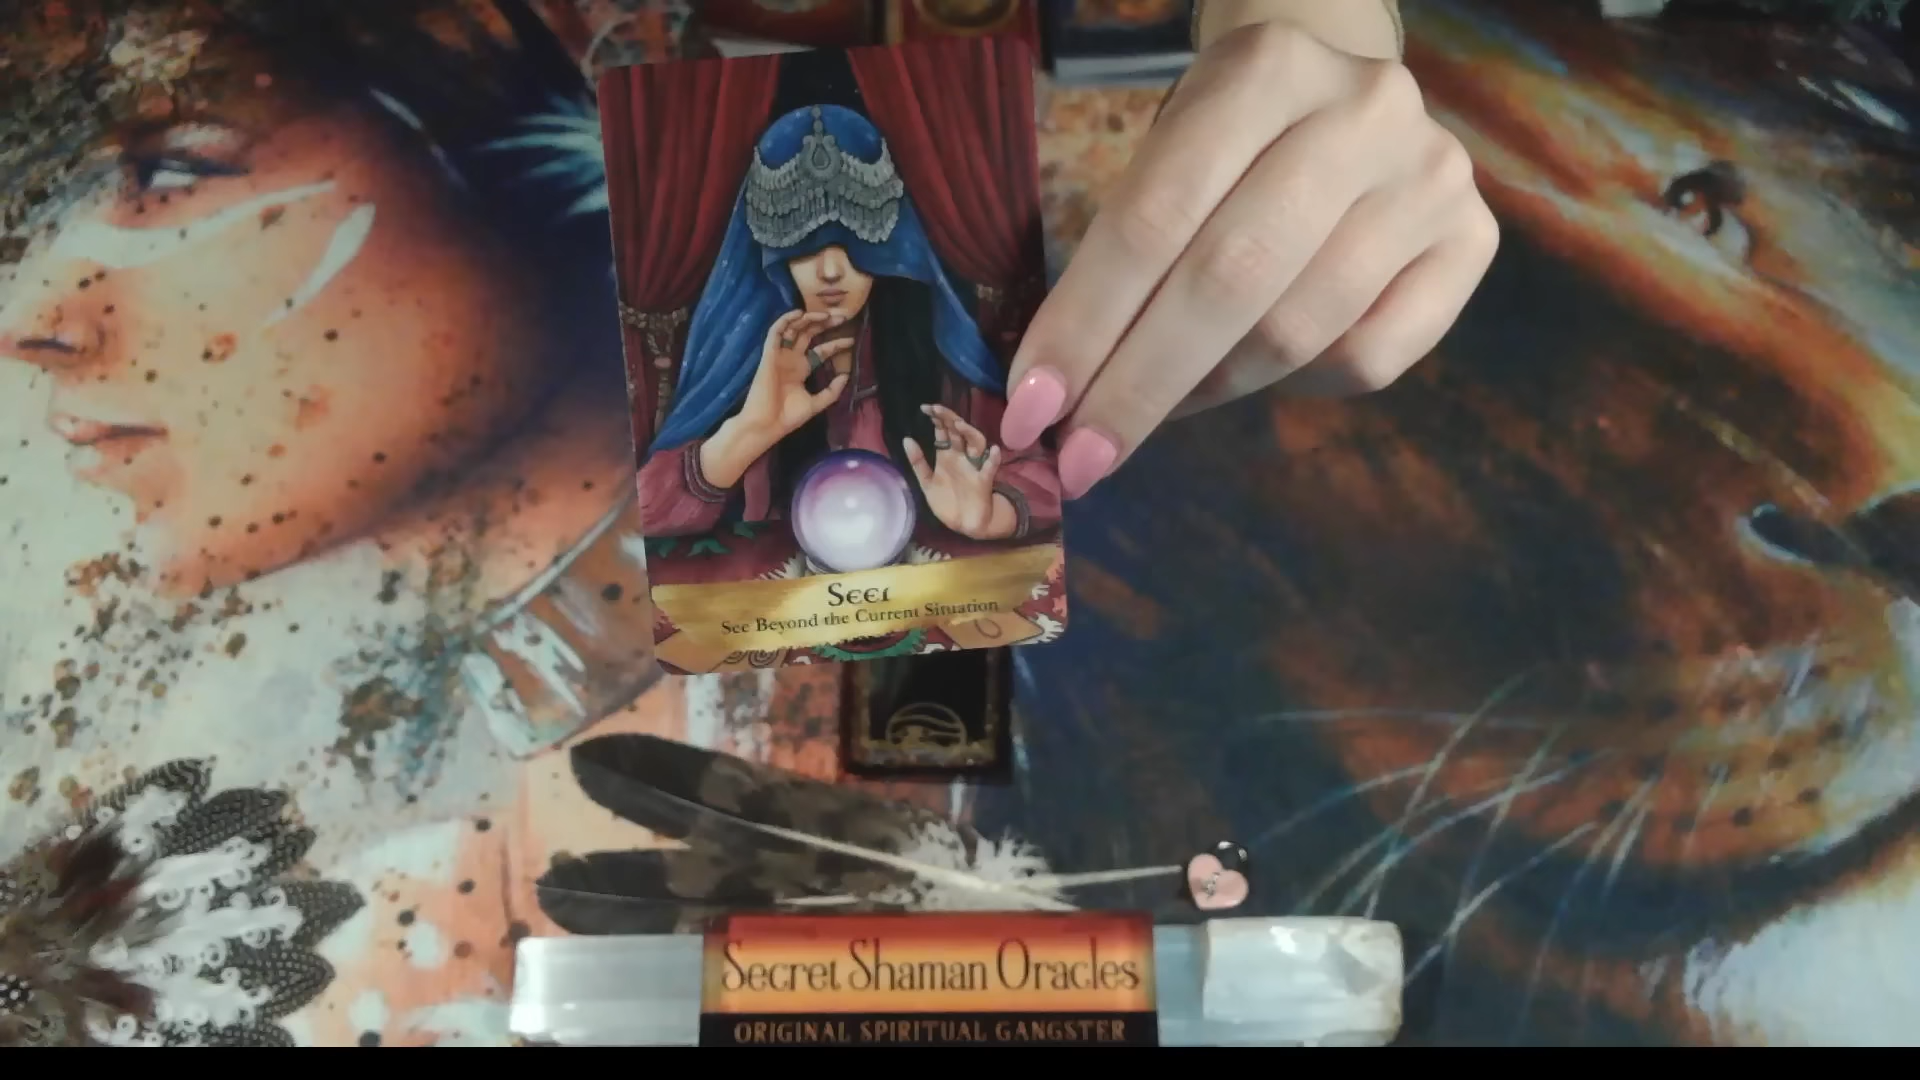 Seer
See Beyond the Current Situation
Secret Shaman Oracles
ORIGINAL SPIRITUAL GANGSTER